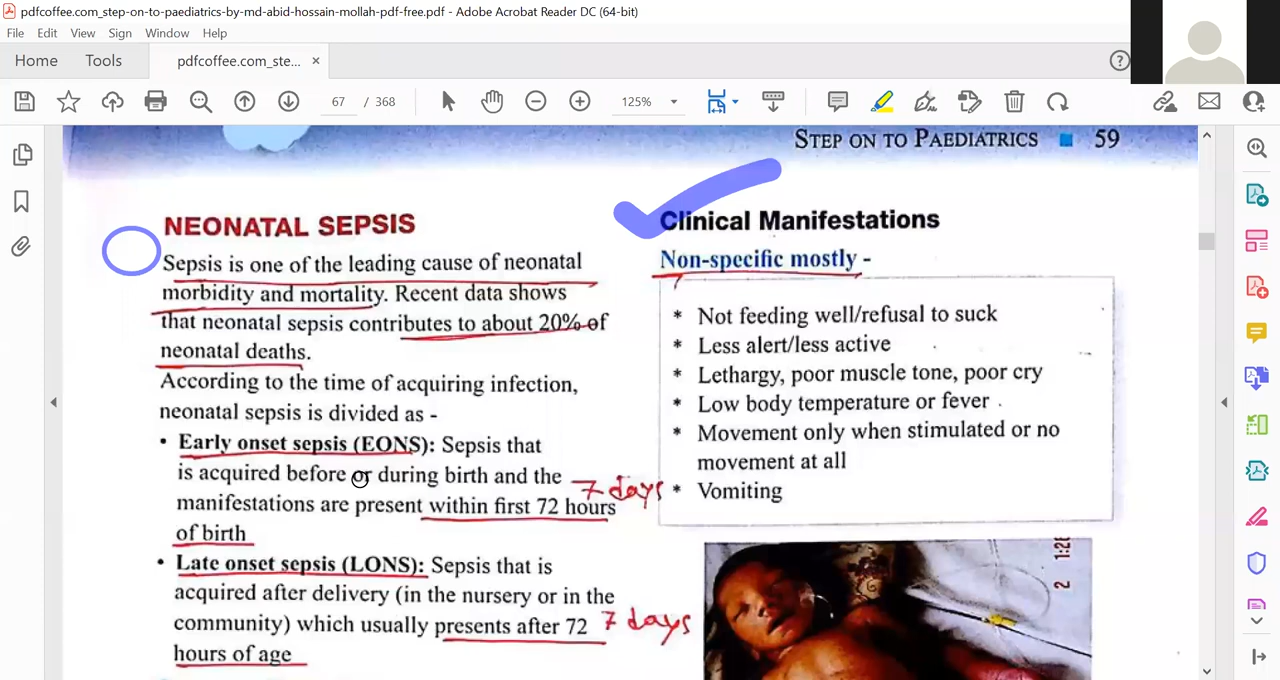 pdfcoffee.com_step-on-to-paediatrics-by-md-abid-hossain-mollah-pdf-free.pdf - Adobe Acrobat Reader DC (64-bit)
File Edit View Sign Window Help
Home Tools pdfcoffee.com_ste... ×
67 / 368 125%
STEP ON TO PAEDIATRICS 59
NEONATAL SEPSIS
Sepsis is one of the leading cause of neonatal
morbidity and mortality. Recent data shows
that neonatal sepsis contributes to about 20% of
neonatal deaths.
According to the time of acquiring infection,
neonatal sepsis is divided as -
• Early onset sepsis (EONS): Sepsis that
is acquired before or during birth and the
manifestations are present within first 72 hours
of birth
7 days
• Late onset sepsis (LONS): Sepsis that is
acquired after delivery (in the nursery or in the
community) which usually presents after 72
hours of age
7 days
Clinical Manifestations
Non-specific mostly -
* Not feeding well/refusal to suck
* Less alert/less active
* Lethargy, poor muscle tone, poor cry
* Low body temperature or fever
* Movement only when stimulated or no
movement at all
* Vomiting